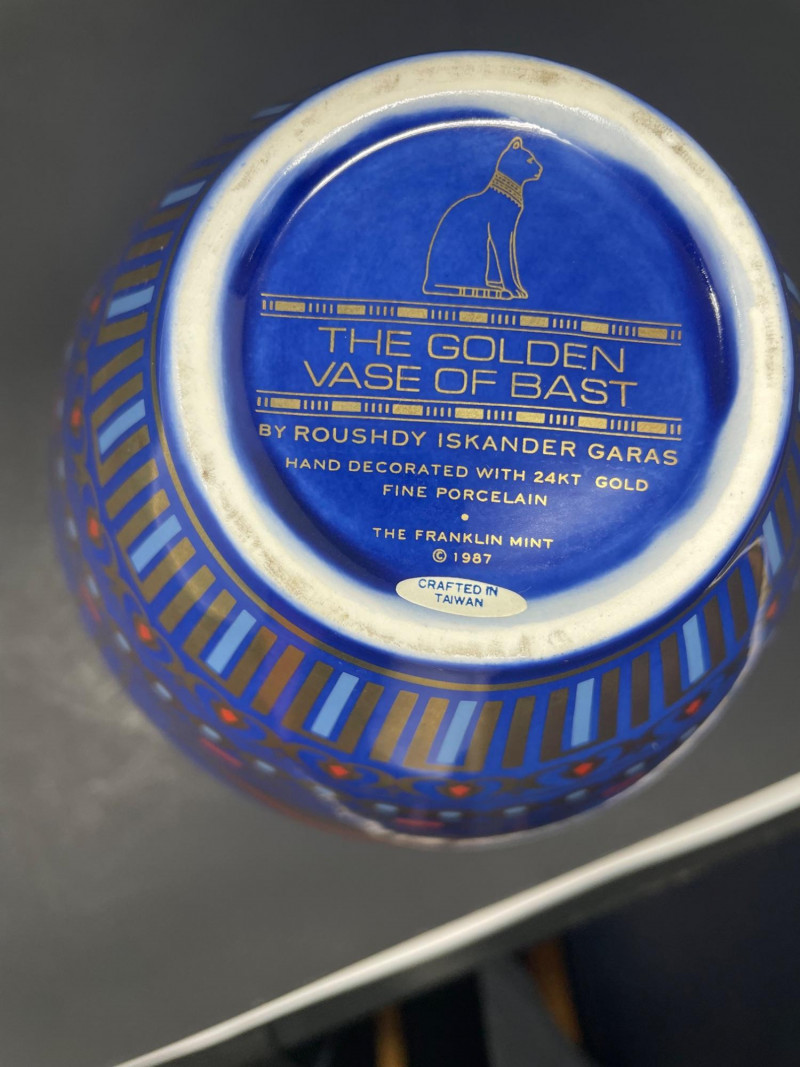 THE GOLDEN
VASE OF BAST
BY ROUSHDY ISKANDER GARAS
HAND DECORATED WITH 24KT GOLD
FINE PORCELAIN
•
THE FRANKLIN MINT
© 1987
CRAFTED IN
TAIWAN